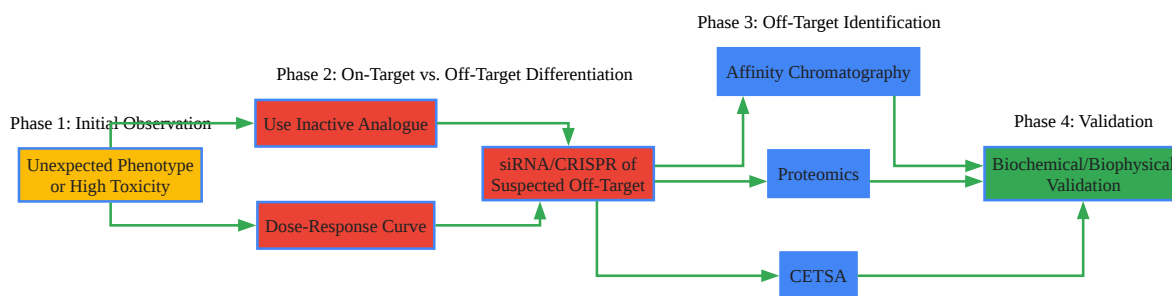 Phase 3: Off-Target Identification
Affinity Chromatography
Phase 2: On-Target vs. Off-Target Differentiation
Use Inactive Analogue
Phase 1: Initial Observation
Phase 4: Validation
Unexpected Phenotype
or High Toxicity
siRNA/CRISPR of
Suspected Off-Target
Proteomics
Biochemical/Biophysical
Validation
Dose-Response Curve
CETSA